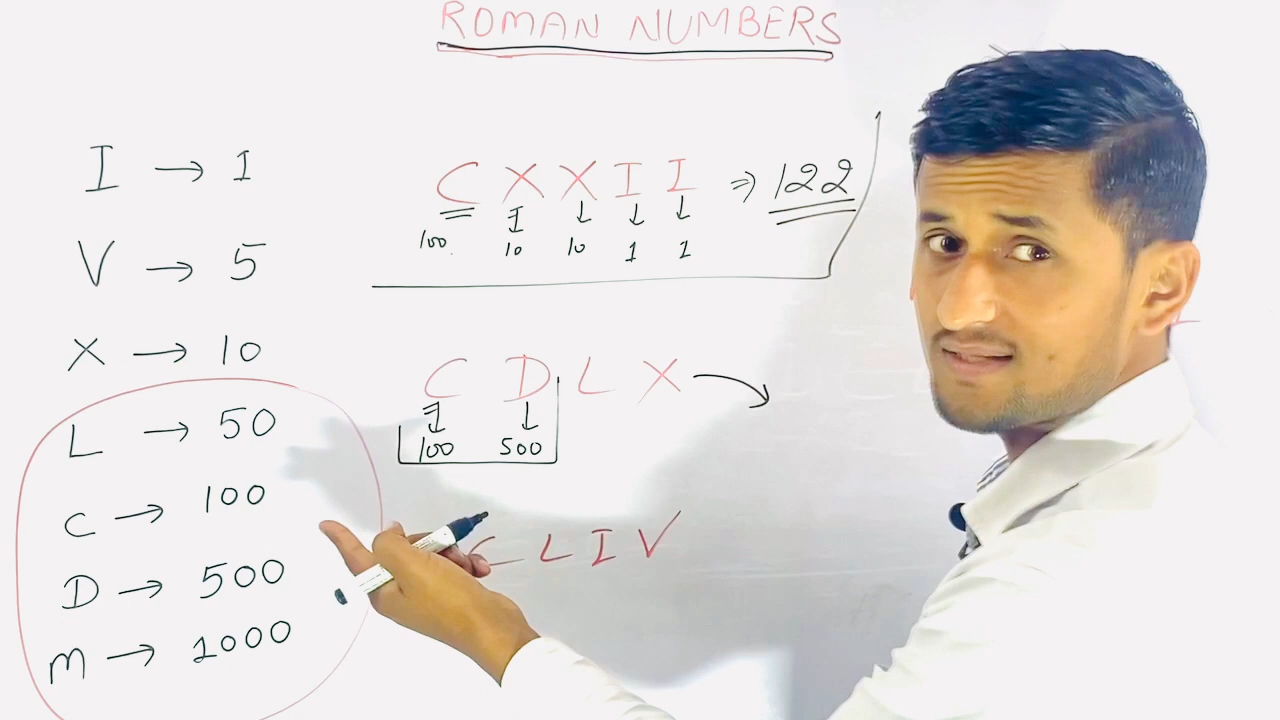 ROMAN NUMBERS
I → 1
V → 5
X → 10
L → 50
C → 100
D → 500
M → 1000
C X X I I ⇒ 122
100 10 10 1 1
C D L X
100 500
C L I V